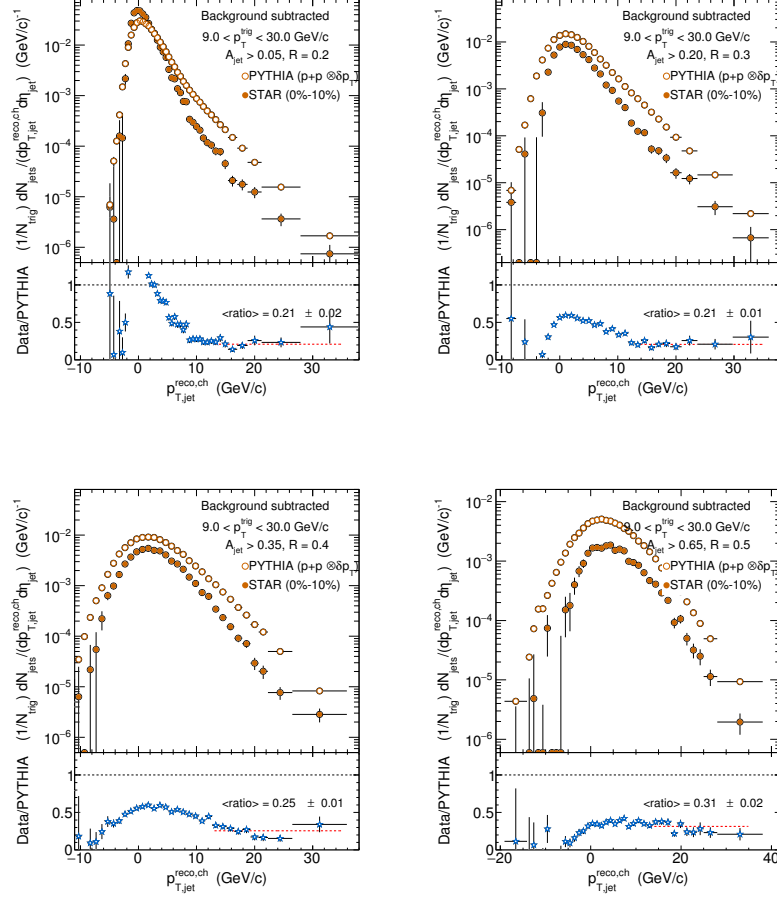 Background subtracted
9.0 < p_T^trig < 30.0 GeV/c
A_jet > 0.05, R = 0.2
PYTHIA (p+p ⊗δp_T)
STAR (0%-10%)
(1/N_trig) dN_jets/(dp_T,jet^reco,ch dη_jet) (GeV/c)^-1
10^-2
10^-3
10^-4
10^-5
10^-6
Data/PYTHIA
1
0.5
0
<ratio> = 0.21 ± 0.02
−10 0 10 20 30
p_T,jet^reco,ch (GeV/c)
Background subtracted
9.0 < p_T^trig < 30.0 GeV/c
A_jet > 0.20, R = 0.3
PYTHIA (p+p ⊗δp_T)
STAR (0%-10%)
(1/N_trig) dN_jets/(dp_T,jet^reco,ch dη_jet) (GeV/c)^-1
10^-2
10^-4
10^-6
Data/PYTHIA
1
0.5
0
<ratio> = 0.21 ± 0.01
−10 0 10 20 30
p_T,jet^reco,ch (GeV/c)
Background subtracted
9.0 < p_T^trig < 30.0 GeV/c
A_jet > 0.35, R = 0.4
PYTHIA (p+p ⊗δp_T)
STAR (0%-10%)
(1/N_trig) dN_jets/(dp_T,jet^reco,ch dη_jet) (GeV/c)^-1
10^-2
10^-3
10^-4
10^-5
10^-6
Data/PYTHIA
1
0.5
0
<ratio> = 0.25 ± 0.01
−10 0 10 20 30
p_T,jet^reco,ch (GeV/c)
Background subtracted
9.0 < p_T^trig < 30.0 GeV/c
A_jet > 0.65, R = 0.5
PYTHIA (p+p ⊗δp_T)
STAR (0%-10%)
(1/N_trig) dN_jets/(dp_T,jet^reco,ch dη_jet) (GeV/c)^-1
10^-2
10^-3
10^-4
10^-5
10^-6
Data/PYTHIA
1
0.5
0
<ratio> = 0.31 ± 0.02
−20 0 20 40
p_T,jet^reco,ch (GeV/c)